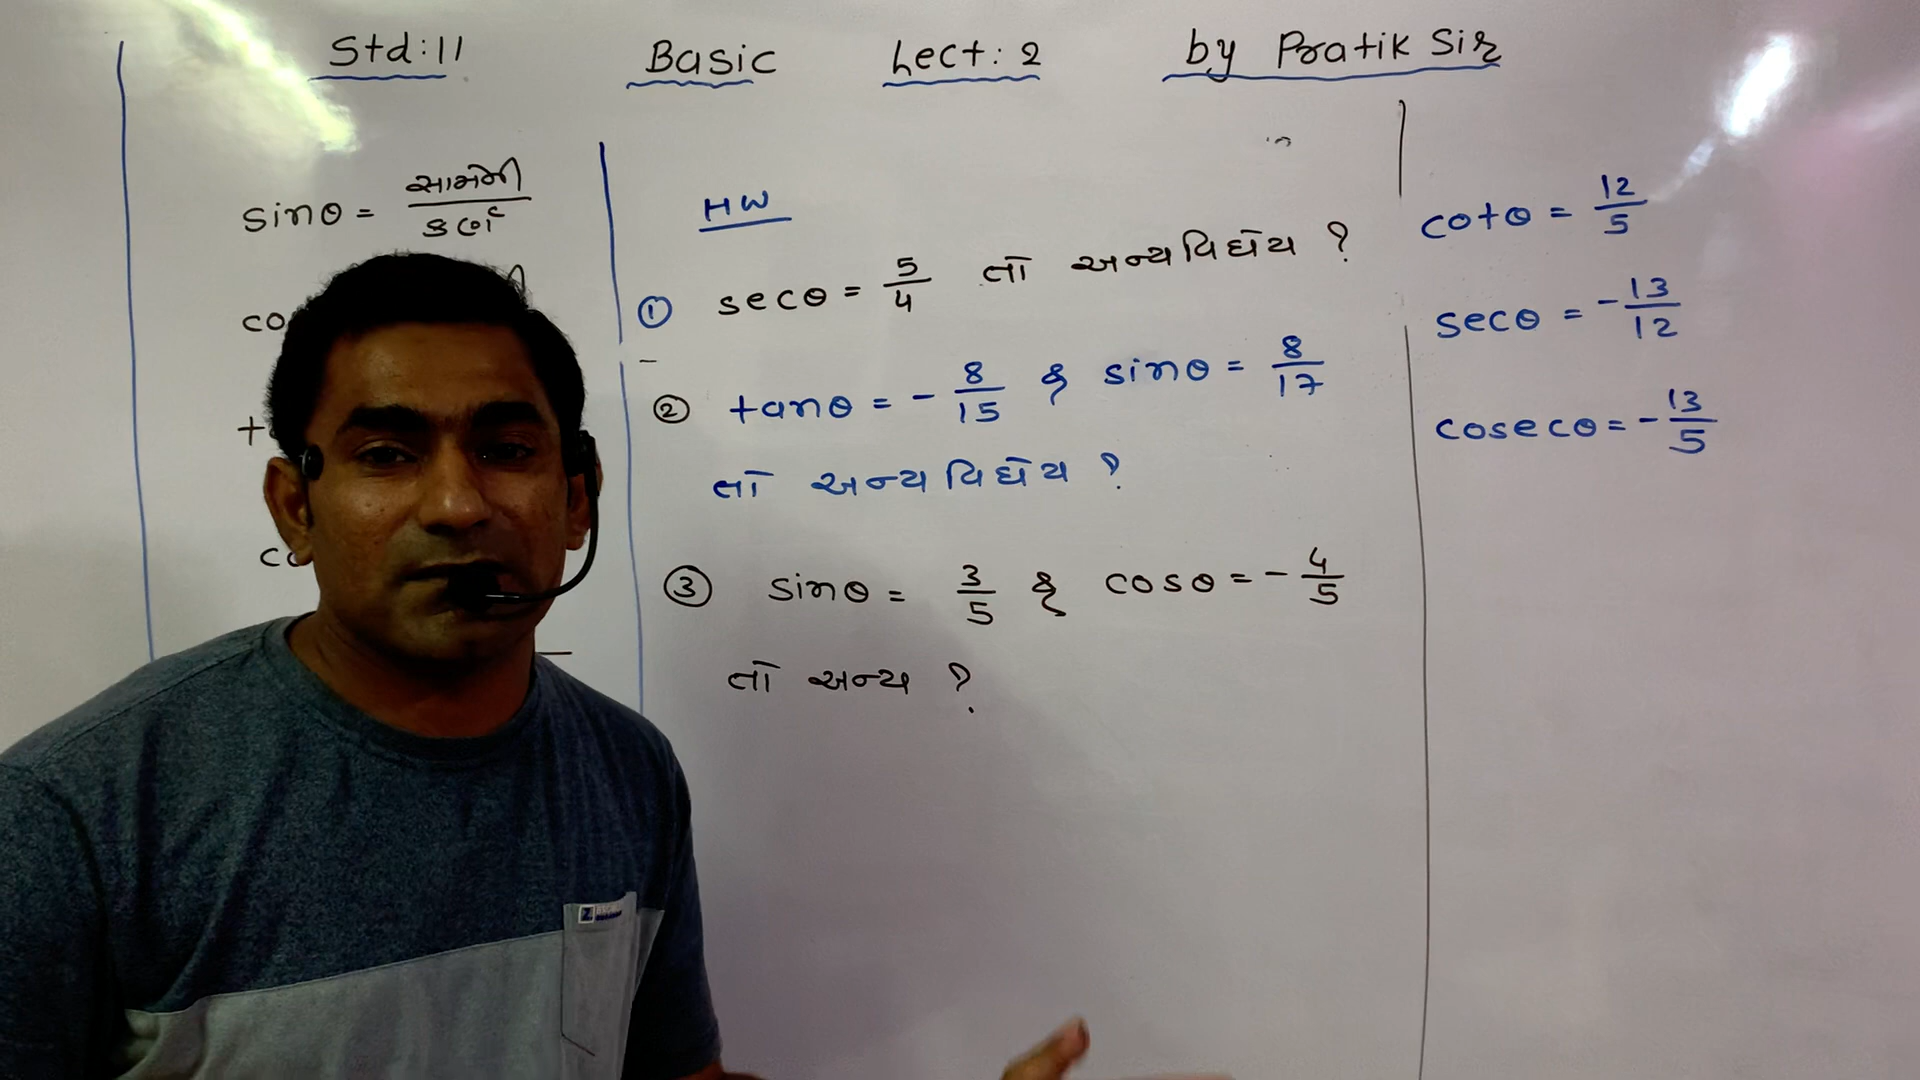 Std:11 Basic Lect: 2 by Pratik Sir
sinθ = સામેની / કર્ણ
HW
① secθ = 5/4 તો અન્ય વિધેય ?
② tanθ = - 8/15 & sinθ = 8/17
તો અન્ય વિધેય ?
③ sinθ = 3/5 & cosθ = - 4/5
તો અન્ય ?
cotθ = 12/5
secθ = - 13/12
cosecθ = - 13/5